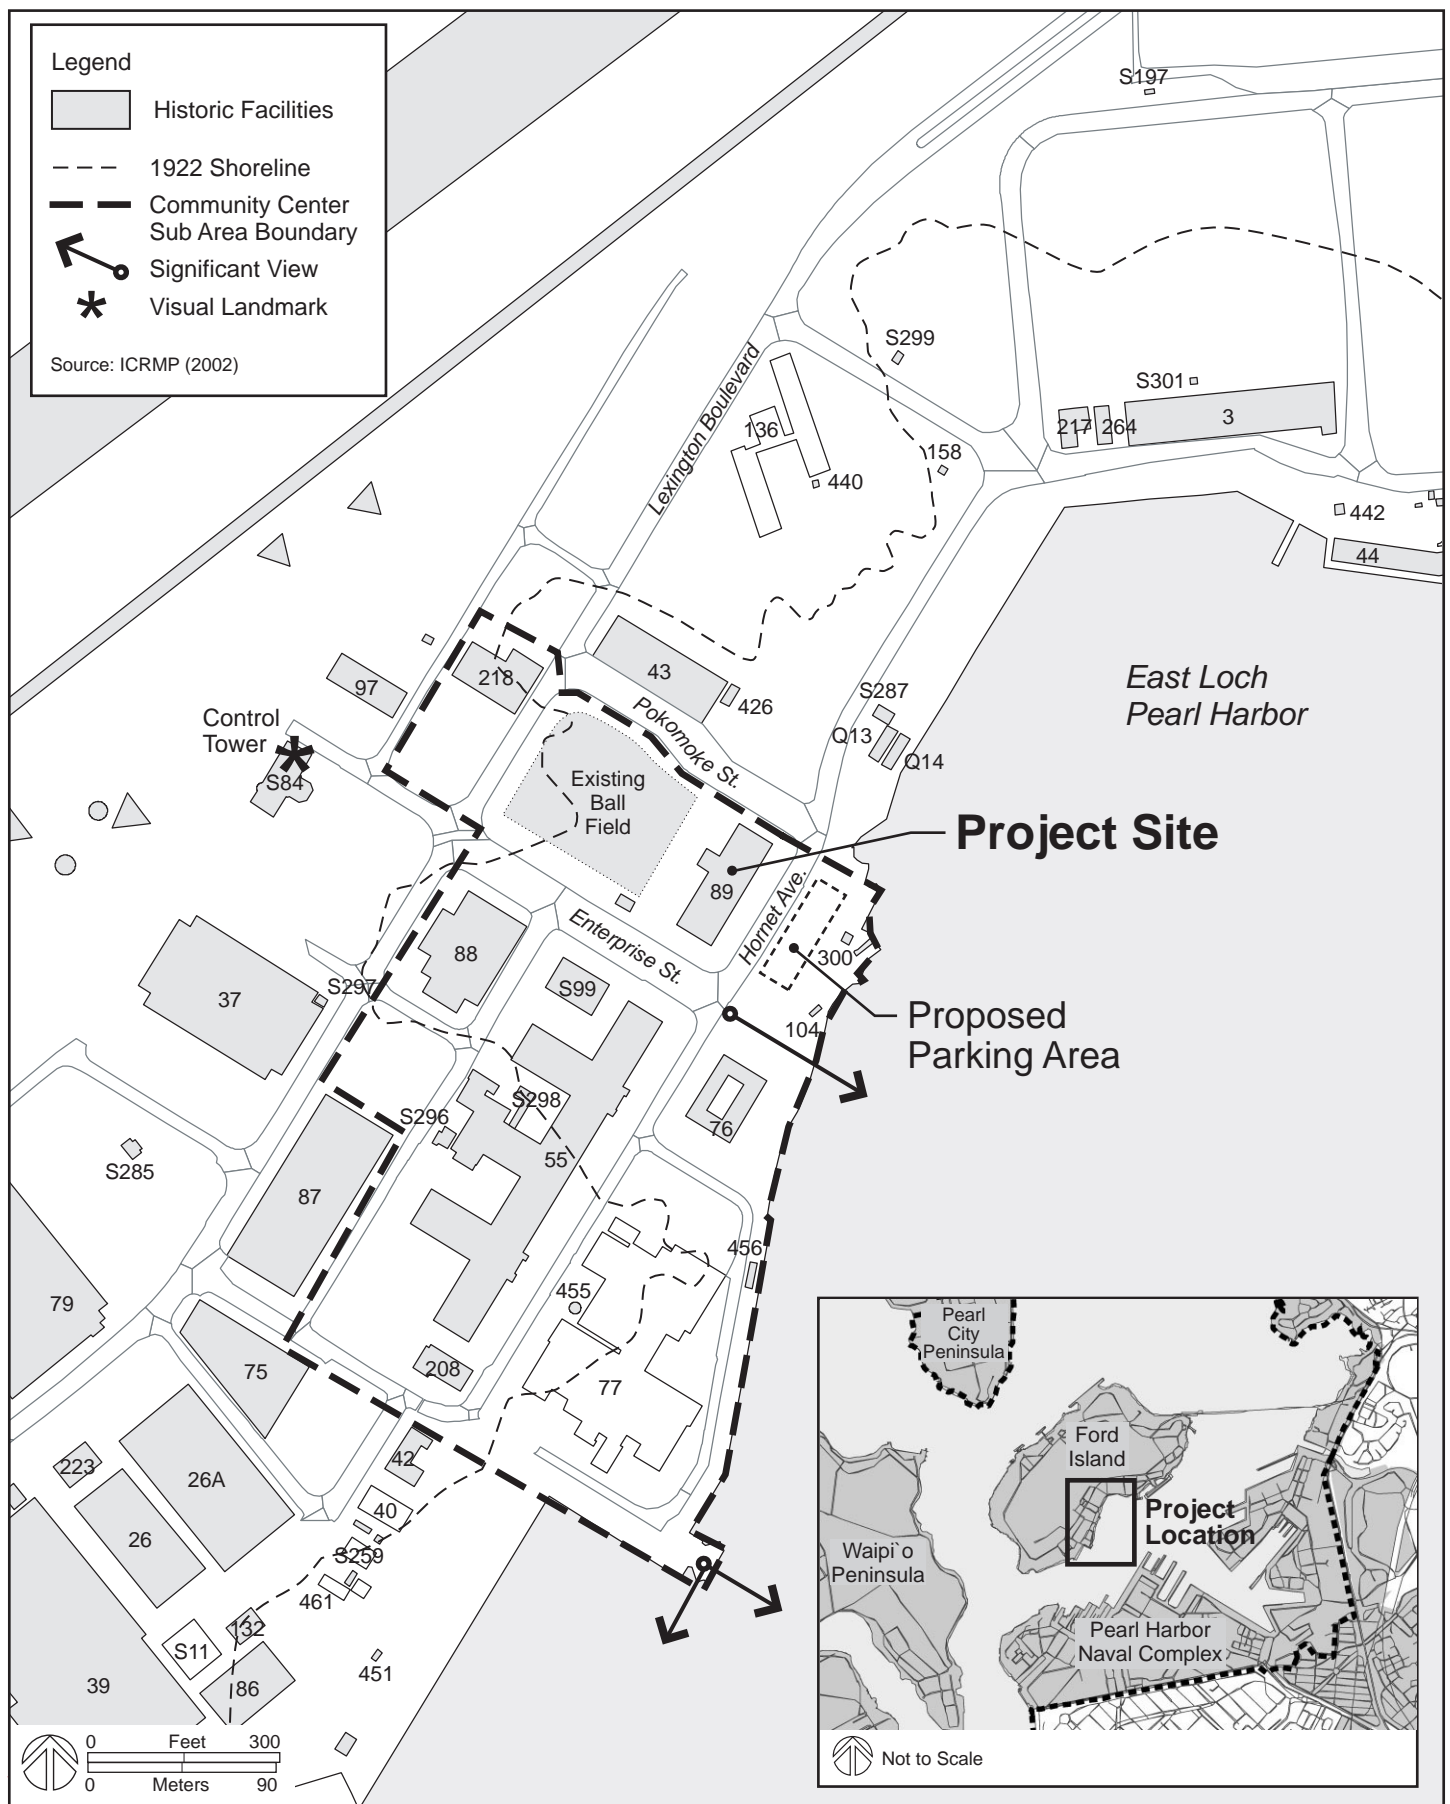 Legend
Historic Facilities
1922 Shoreline
Community Center
Sub Area Boundary
Significant View
Visual Landmark
Source: ICRMP (2002)
S197
S299
S301
3
217
264
Lexington Boulevard
136
158
440
442
44
218
43
97
426
S287
Pokomoke St.
East Loch
Pearl Harbor
Control
Tower
Q13
Q14
S84
Existing
Ball
Field
Project Site
89
Hornet Ave.
Enterprise St.
88
300
S297
S99
37
104
Proposed
Parking Area
S298
S296
76
55
S285
87
456
455
79
75
208
77
42
223
26A
40
26
S259
461
132
S11
451
39
86
0 Feet 300
0 Meters 90
Pearl
City
Peninsula
Ford
Island
Project
Location
Waipi`o
Peninsula
Pearl Harbor
Naval Complex
Not to Scale